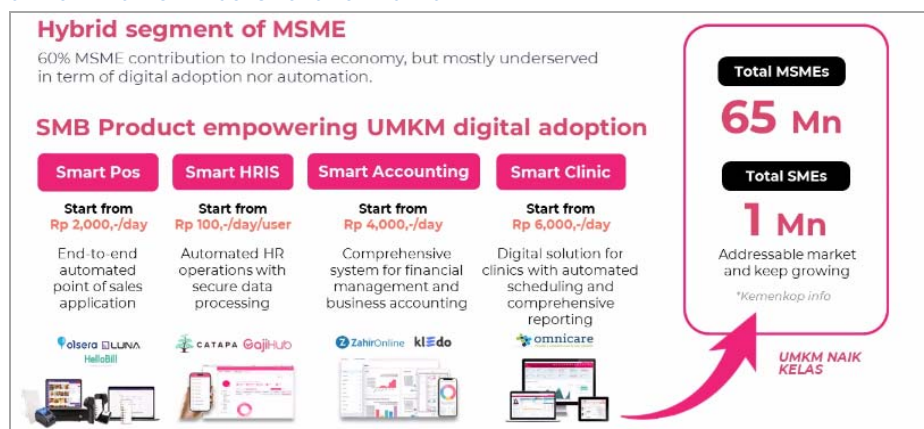 Hybrid segment of MSME
60% MSME contribution to Indonesia economy, but mostly underserved
in term of digital adoption nor automation.
SMB Product empowering UMKM digital adoption
Smart Pos
Start from
Rp 2,000,-/day
End-to-end
automated
point of sales
application
olsera LUNA
HelloBill
Smart HRIS
Start from
Rp 100,-/day/user
Automated HR
operations with
secure data
processing
CATAPA GajiHub
Smart Accounting
Start from
Rp 4,000,-/day
Comprehensive
system for financial
management and
business accounting
ZahirOnline klEdo
Smart Clinic
Start from
Rp 6,000,-/day
Digital solution for
clinics with automated
scheduling and
comprehensive
reporting
omnicare
Total MSMEs
65 Mn
Total SMEs
1 Mn
Addressable market
and keep growing
*Kemenkop info
UMKM NAIK
KELAS